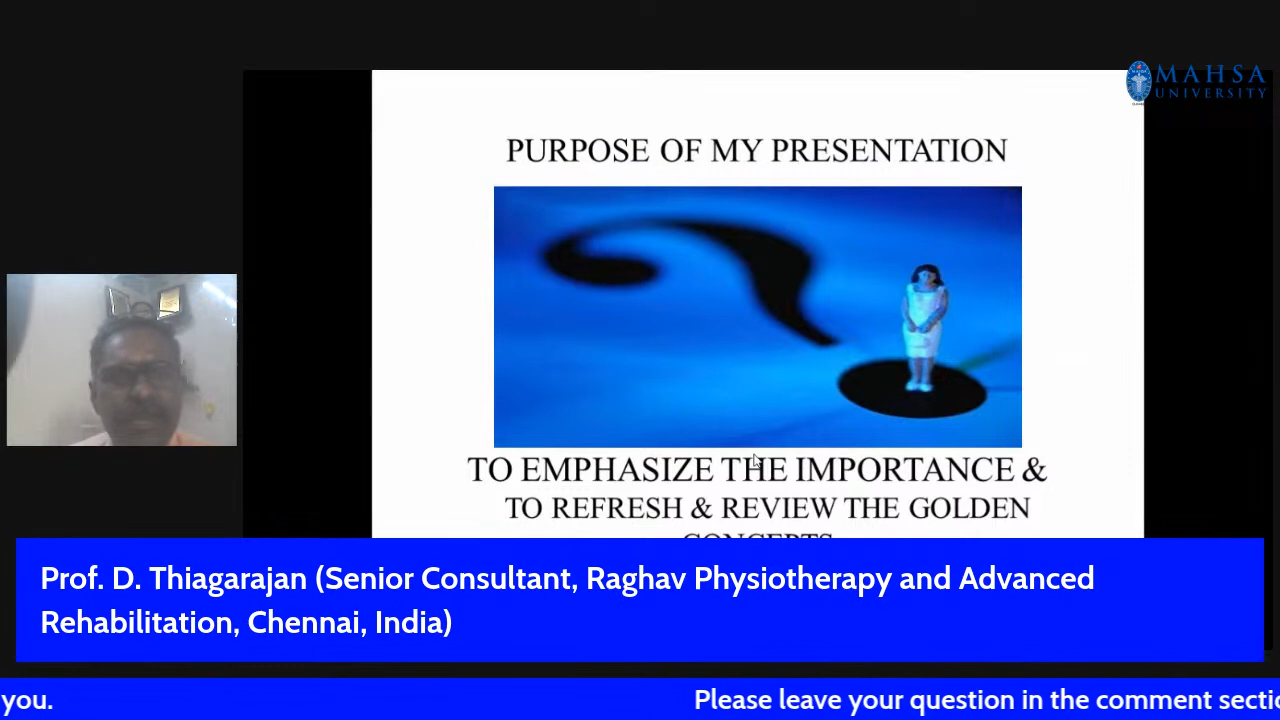 MAHSA
UNIVERSITY
PURPOSE OF MY PRESENTATION
TO EMPHASIZE THE IMPORTANCE &
TO REFRESH & REVIEW THE GOLDEN
CONCEPTS
Prof. D. Thiagarajan (Senior Consultant, Raghav Physiotherapy and Advanced
Rehabilitation, Chennai, India)
you. Please leave your question in the comment sectio